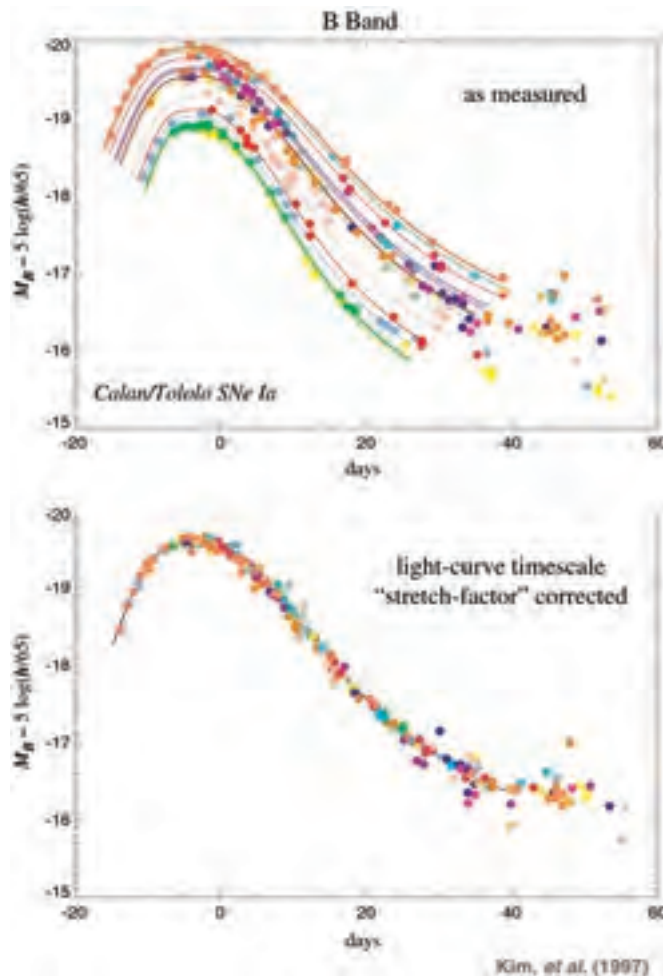 B Band
-20
-19
-18
-17
-16
-15
as measured
M_B – 5 log(h/65)
Calan/Tololo SNe Ia
-20 0 20 40 60
days
-20
-19
-18
-17
-16
-15
light-curve timescale
“stretch-factor” corrected
M_B – 5 log(h/65)
-20 0 20 40 60
days
Kim, et al. (1997)